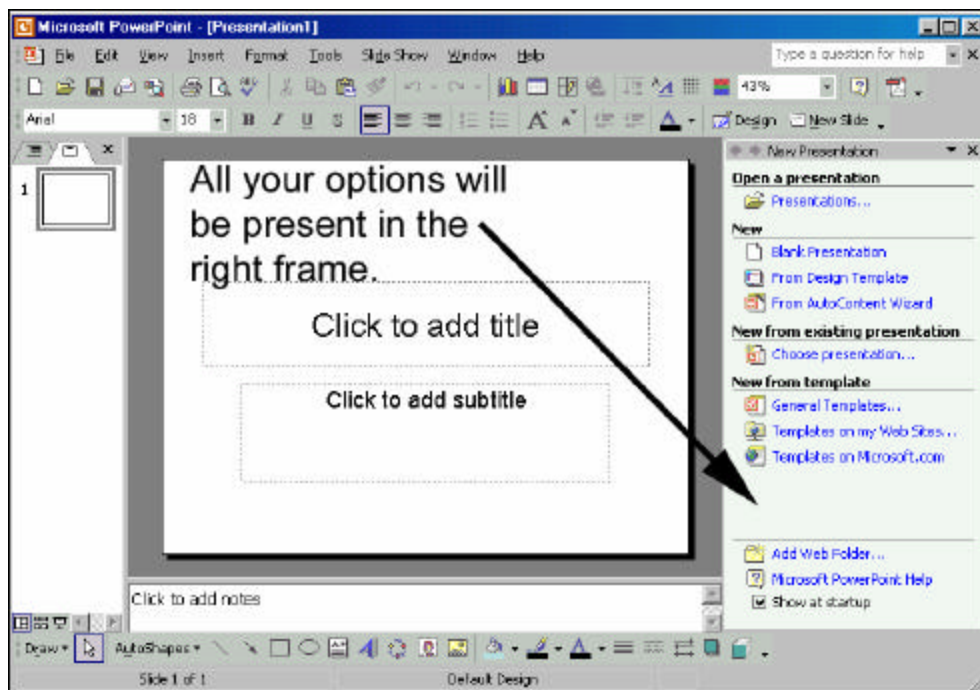 Microsoft PowerPoint - [Presentation1]
File Edit View Insert Format Tools Slide Show Window Help
Type a question for help
43%
Arial
18
B I U S
Design New Slide
1
All your options will
be present in the
right frame.
Click to add title
Click to add subtitle
Click to add notes
New Presentation
Open a presentation
Presentations...
New
Blank Presentation
From Design Template
From AutoContent Wizard
New from existing presentation
Choose presentation...
New from template
General Templates...
Templates on my Web Sites...
Templates on Microsoft.com
Add Web Folder...
Microsoft PowerPoint Help
Show at startup
Draw AutoShapes
Slide 1 of 1
Default Design